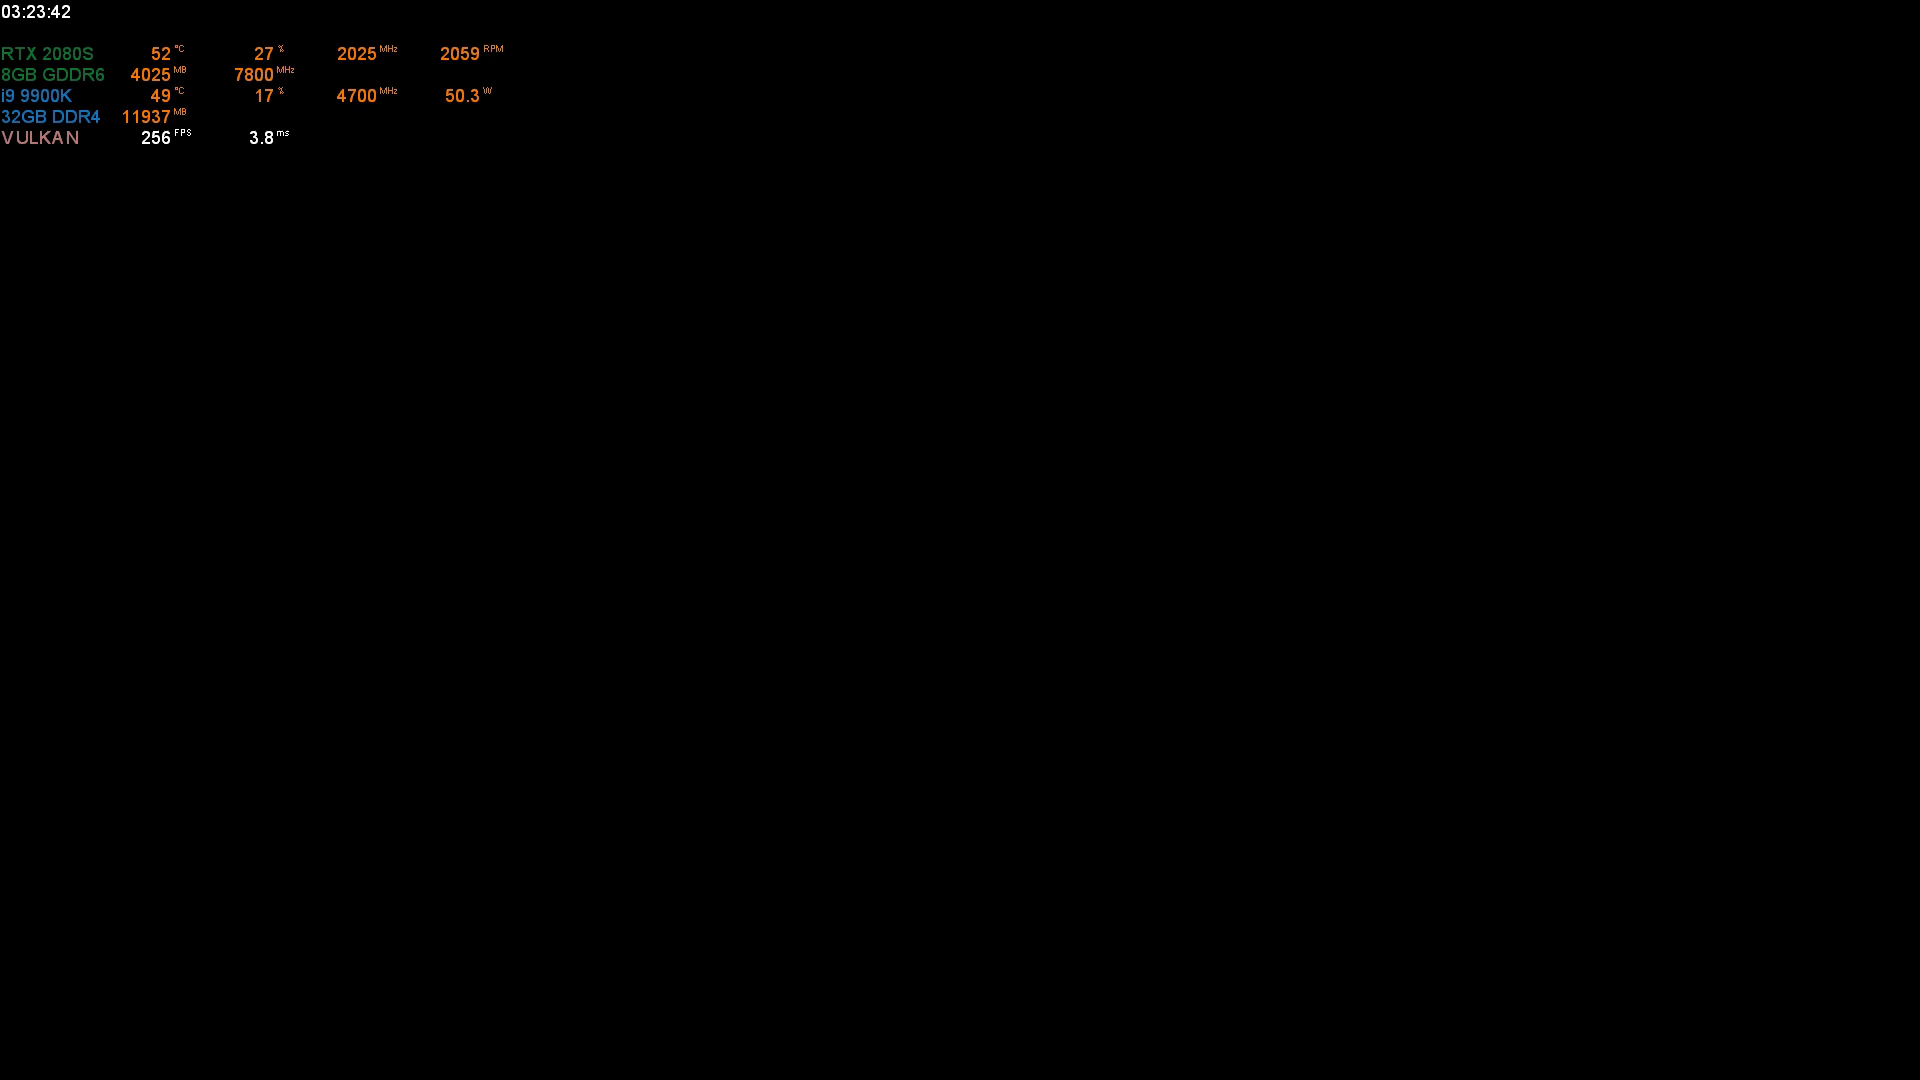 03:23:42
RTX 2080S 52 °C 27 % 2025 MHz 2059 RPM
8GB GDDR6 4025 MB 7800 MHz
i9 9900K 49 °C 17 % 4700 MHz 50.3 W
32GB DDR4 11937 MB
VULKAN 256 FPS 3.8 ms